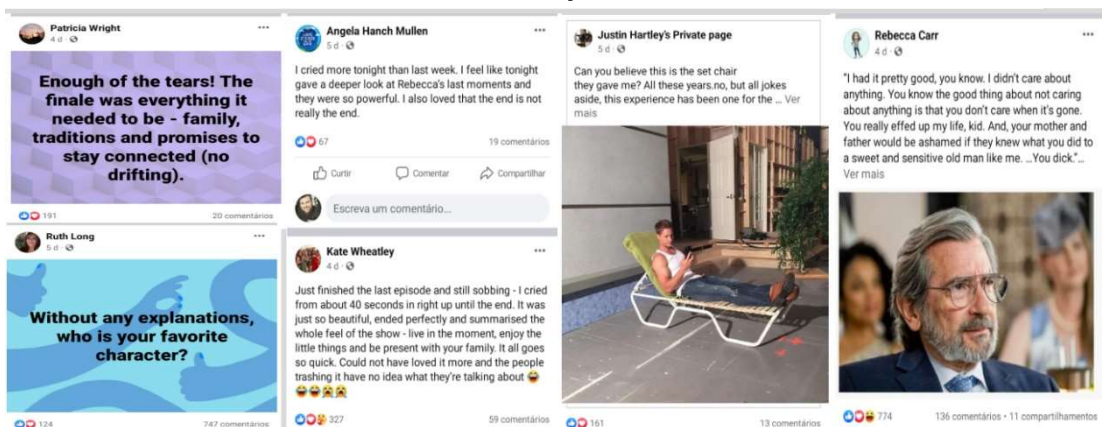 Patricia Wright
4 d
Enough of the tears! The
finale was everything it
needed to be - family,
traditions and promises to
stay connected (no
drifting).
191
20 comentários
Ruth Long
5 d
Without any explanations,
who is your favorite
character?
124
747 comentários
Angela Hanch Mullen
5 d
I cried more tonight than last week. I feel like tonight
gave a deeper look at Rebecca's last moments and
they were so powerful. I also loved that the end is not
really the end.
67
19 comentários
Curtir
Comentar
Compartilhar
Escreva um comentário...
Kate Wheatley
4 d
Just finished the last episode and still sobbing - I cried
from about 40 seconds in right up until the end. It was
just so beautiful, ended perfectly and summarised the
whole feel of the show - live in the moment, enjoy the
little things and be present with your family. It all goes
so quick. Could not have loved it more and the people
trashing it have no idea what they're talking about
327
59 comentários
Justin Hartley's Private page
5 d
Can you believe this is the set chair
they gave me? All these years.no, but all jokes
aside, this experience has been one for the ... Ver
mais
161
13 comentários
Rebecca Carr
4 d
"I had it pretty good, you know. I didn't care about
anything. You know the good thing about not caring
about anything is that you don't care when it's gone.
You really effed up my life, kid. And, your mother and
father would be ashamed if they knew what you did to
a sweet and sensitive old man like me. ...You dick."...
Ver mais
774
136 comentários • 11 compartilhamentos